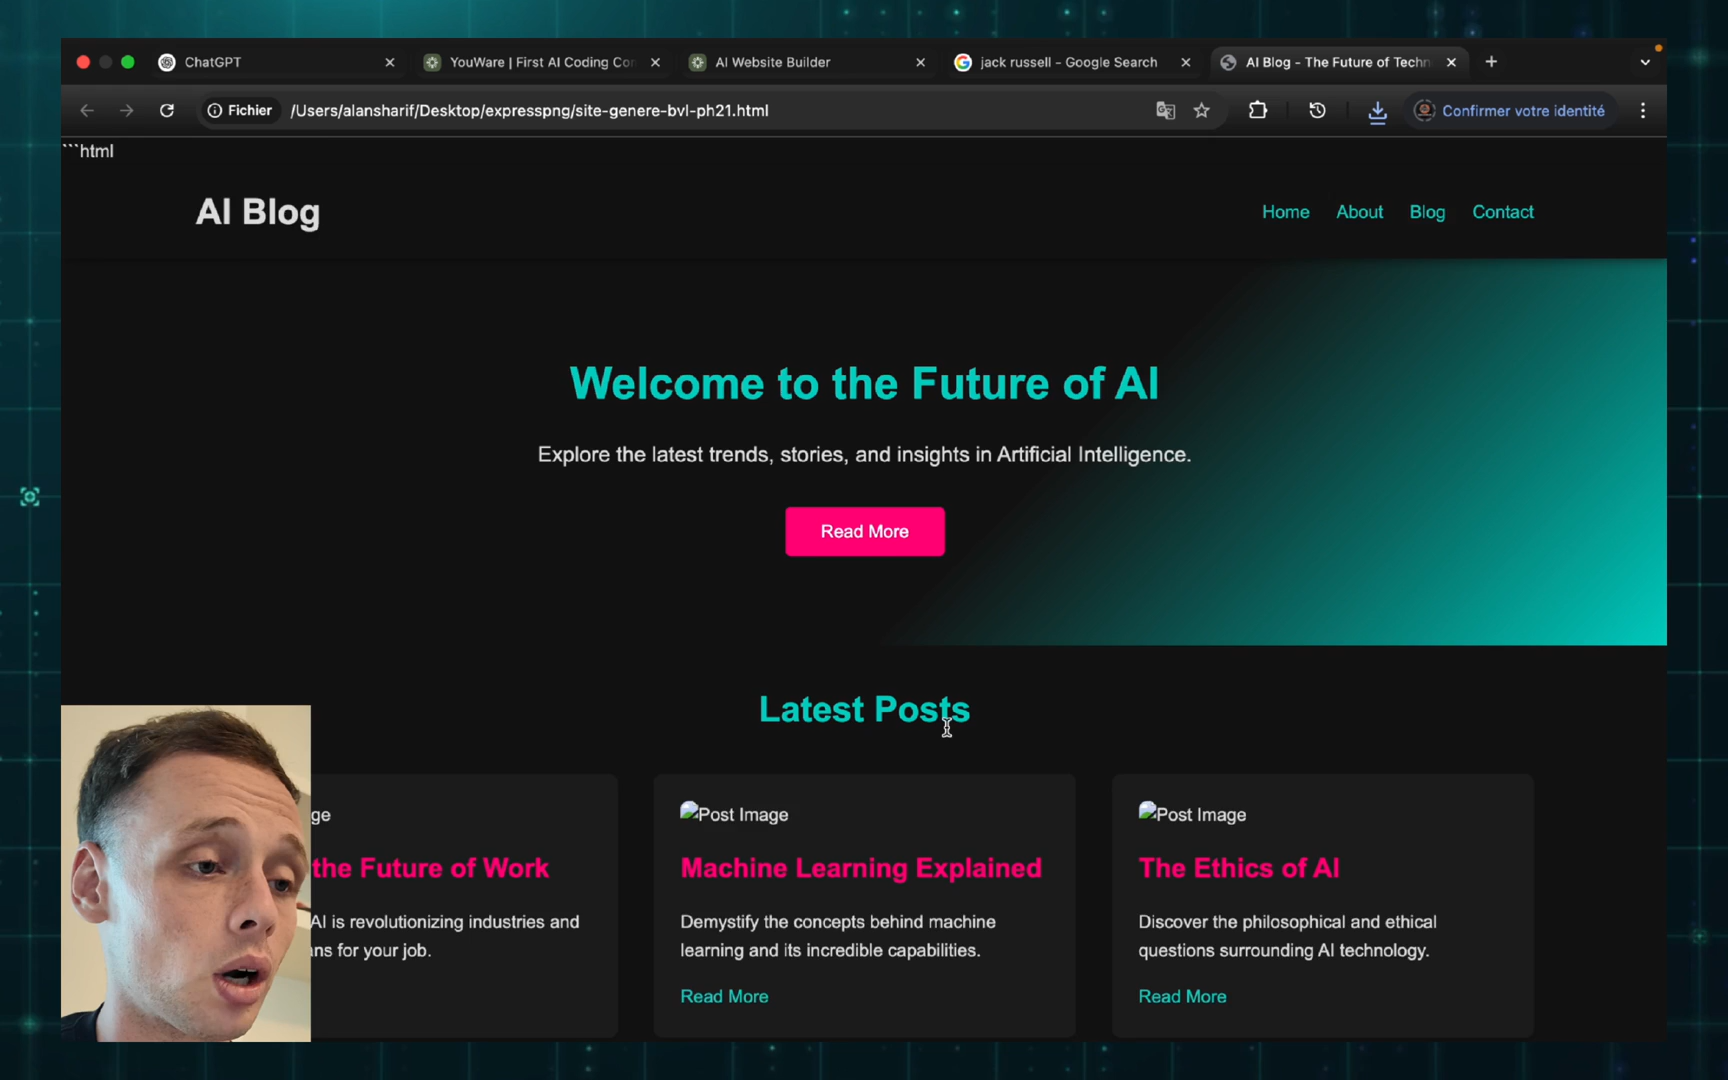 ChatGPT
YouWare | First AI Coding Co
AI Website Builder
jack russell - Google Search
AI Blog - The Future of Techn
Fichier
/Users/alansharif/Desktop/expresspng/site-genere-bvl-ph21.html
Confirmer votre identité
```html
AI Blog
Home About Blog Contact
Welcome to the Future of AI
Explore the latest trends, stories, and insights in Artificial Intelligence.
Read More
Latest Posts
ge
the Future of Work
AI is revolutionizing industries and
ns for your job.
Post Image
Machine Learning Explained
Demystify the concepts behind machine
learning and its incredible capabilities.
Read More
Post Image
The Ethics of AI
Discover the philosophical and ethical
questions surrounding AI technology.
Read More